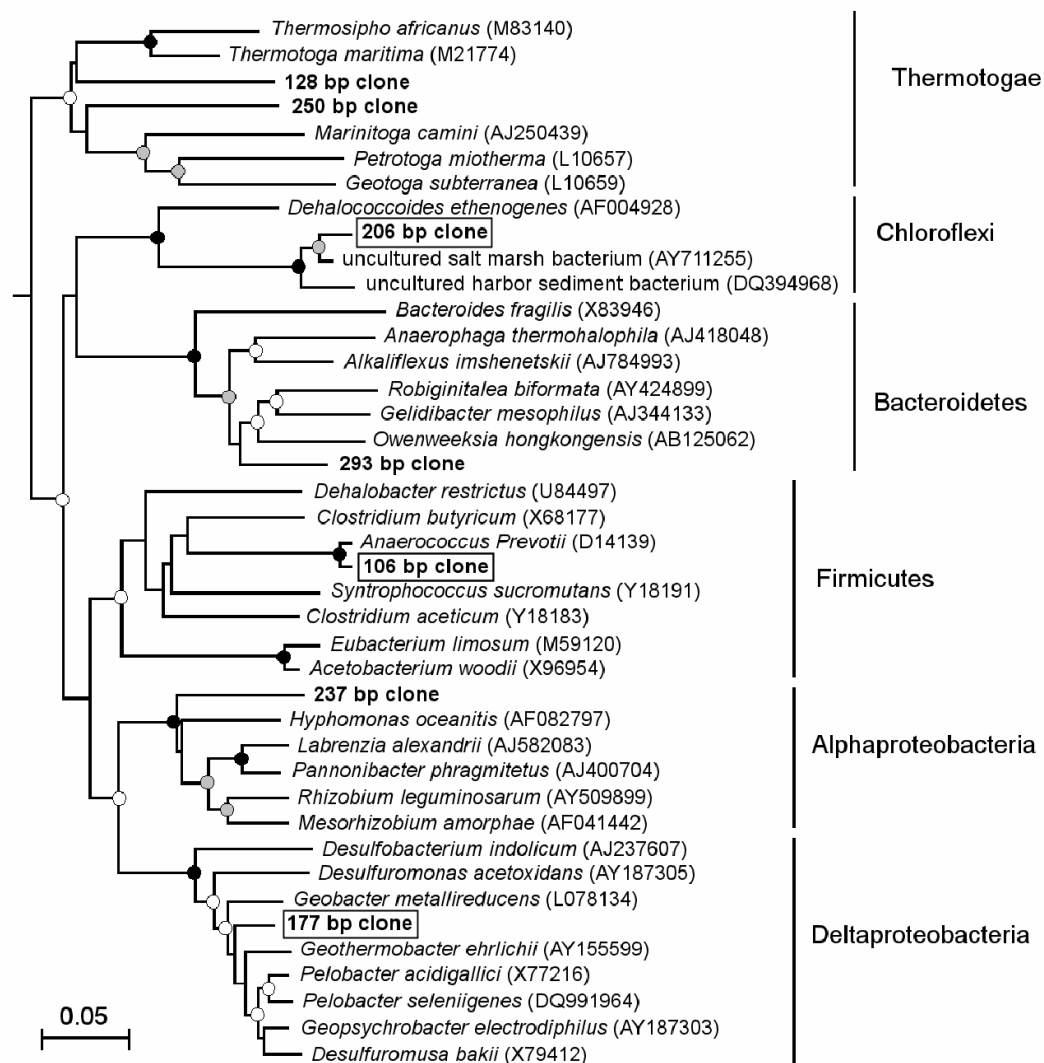 Thermosipho africanus (M83140)
Thermotoga maritima (M21774)
128 bp clone
250 bp clone
Marinitoga camini (AJ250439)
Petrotoga miotherma (L10657)
Geotoga subterranea (L10659)
Thermotogae
Dehalococcoides ethenogenes (AF004928)
206 bp clone
uncultured salt marsh bacterium (AY711255)
uncultured harbor sediment bacterium (DQ394968)
Chloroflexi
Bacteroides fragilis (X83946)
Anaerophaga thermohalophila (AJ418048)
Alkaliflexus imshenetskii (AJ784993)
Robiginitalea biformata (AY424899)
Gelidibacter mesophilus (AJ344133)
Owenweeksia hongkongensis (AB125062)
293 bp clone
Bacteroidetes
Dehalobacter restrictus (U84497)
Clostridium butyricum (X68177)
Anaerococcus Prevotii (D14139)
106 bp clone
Syntrophococcus sucromutans (Y18191)
Clostridium aceticum (Y18183)
Eubacterium limosum (M59120)
Acetobacterium woodii (X96954)
Firmicutes
237 bp clone
Hyphomonas oceanitis (AF082797)
Labrenzia alexandrii (AJ582083)
Pannonibacter phragmitetus (AJ400704)
Rhizobium leguminosarum (AY509899)
Mesorhizobium amorphae (AF041442)
Alphaproteobacteria
Desulfobacterium indolicum (AJ237607)
Desulfuromonas acetoxidans (AY187305)
Geobacter metallireducens (L078134)
177 bp clone
Geothermobacter ehrlichii (AY155599)
Pelobacter acidigallici (X77216)
Pelobacter seleniigenes (DQ991964)
Geopsychrobacter electrodiphilus (AY187303)
Desulfuromusa bakii (X79412)
Deltaproteobacteria
0.05